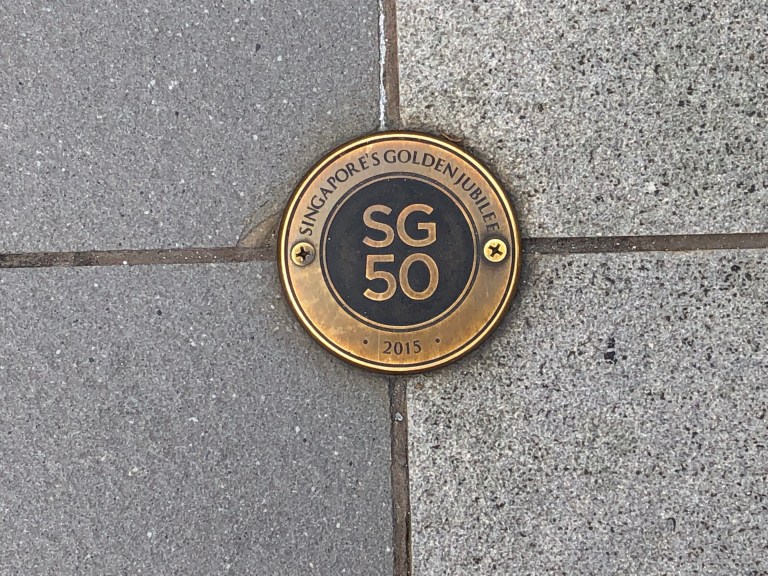 SINGAPORE'S GOLDEN JUBILEE
SG
50
• 2015 •